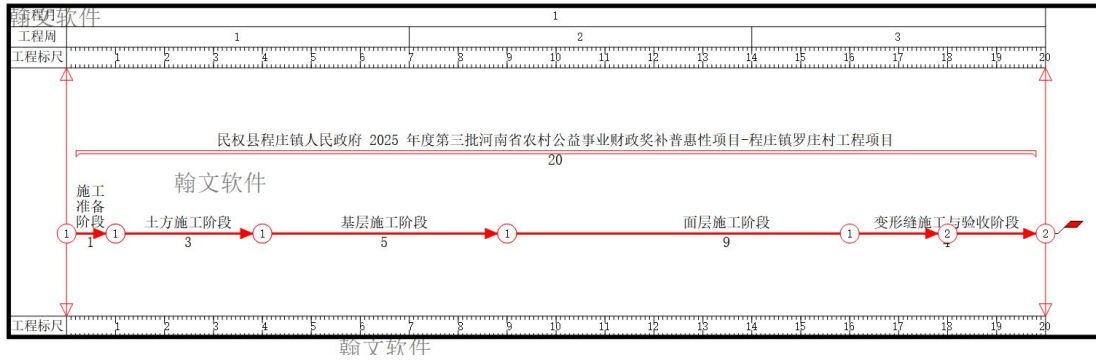 工程月 1
翰文软件
工程周 1 2 3
工程标尺 1 2 3 4 5 6 7 8 9 10 11 12 13 14 15 16 17 18 19 20
民权县程庄镇人民政府 2025 年度第三批河南省农村公益事业财政奖补普惠性项目-程庄镇罗庄村工程项目
20
翰文软件
施工
准备
阶段 土方施工阶段 基层施工阶段 面层施工阶段 变形缝施工与验收阶段
1 1 1 1 1 2 2
1 3 5 9 4
工程标尺 1 2 3 4 5 6 7 8 9 10 11 12 13 14 15 16 17 18 19 20
翰文软件